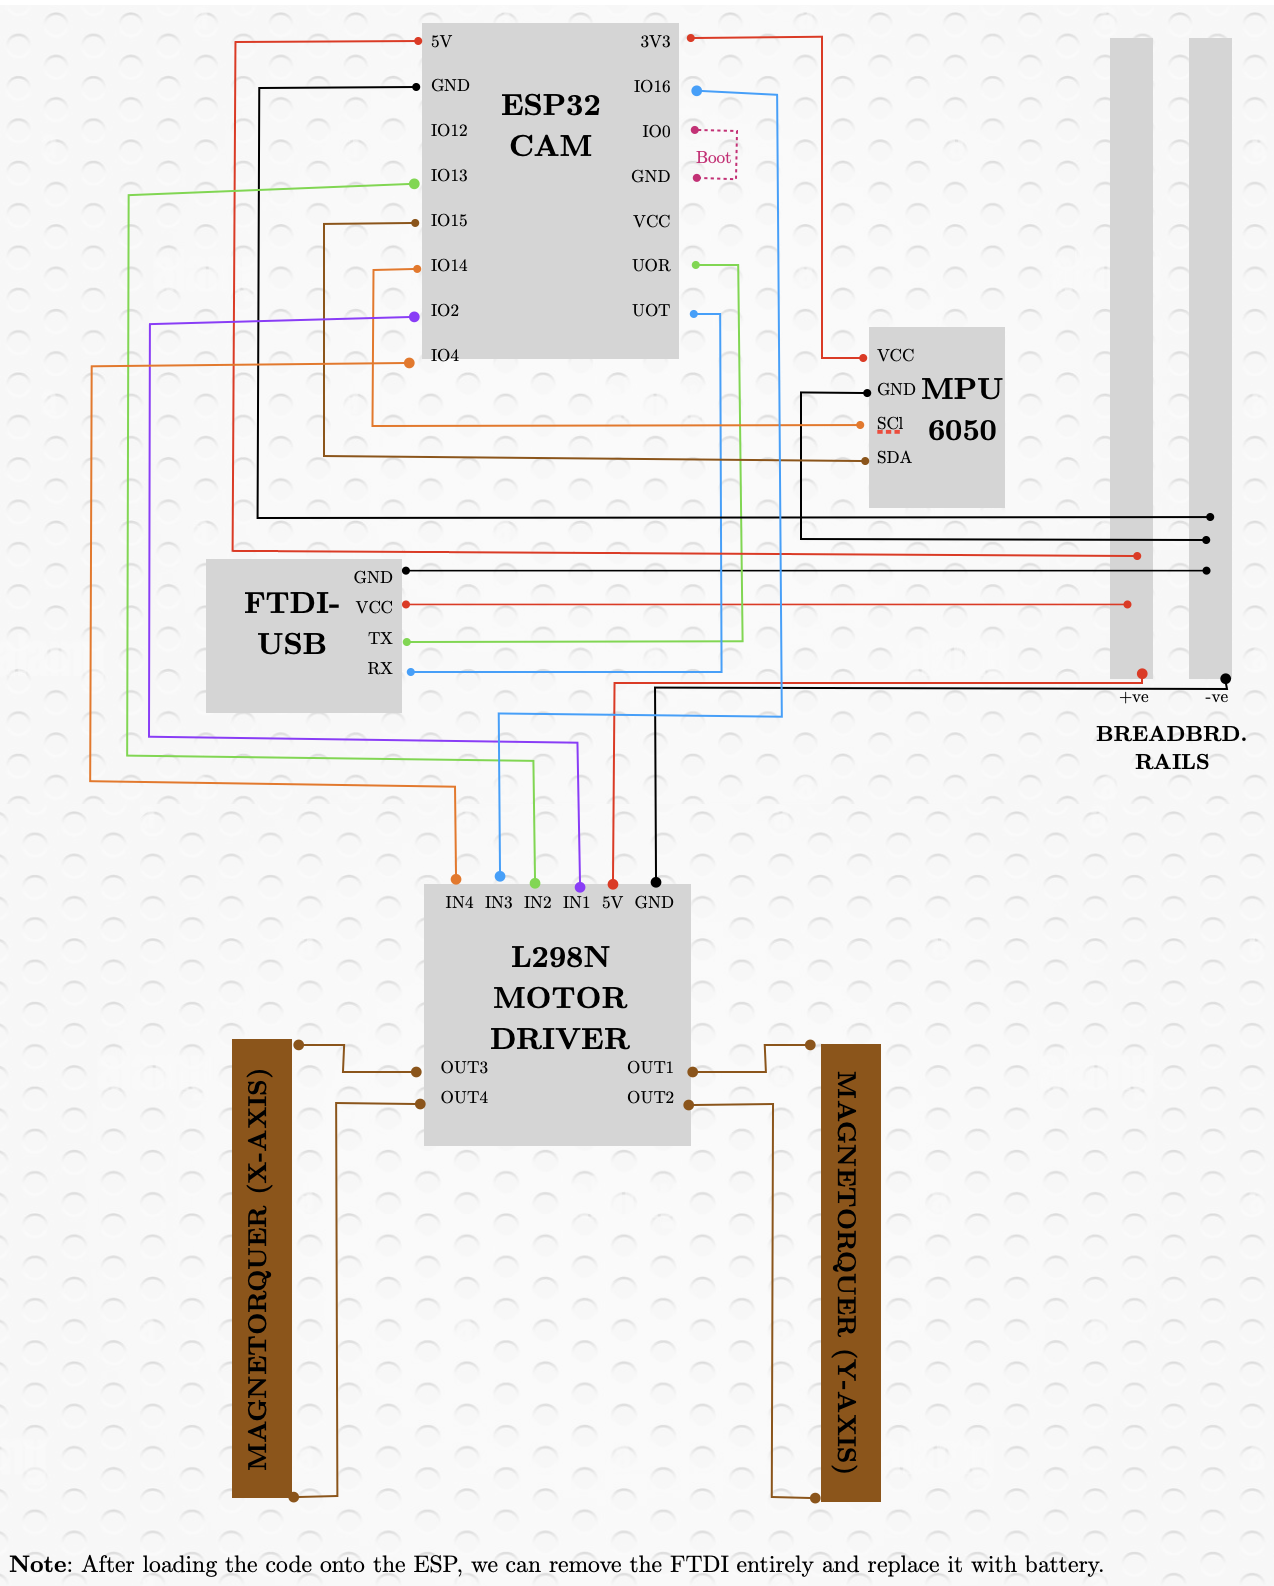 5V
GND
IO12
IO13
IO15
IO14
IO2
IO4
ESP32
CAM
3V3
IO16
IO0
GND
VCC
UOR
UOT
Boot
VCC
GND
SCl
SDA
MPU
6050
FTDI-
USB
GND
VCC
TX
RX
+ve
-ve
BREADBRD.
RAILS
IN4 IN3 IN2 IN1 5V GND
L298N
MOTOR
DRIVER
OUT3
OUT4
OUT1
OUT2
MAGNETORQUER (X-AXIS)
MAGNETORQUER (Y-AXIS)
Note: After loading the code onto the ESP, we can remove the FTDI entirely and replace it with battery.